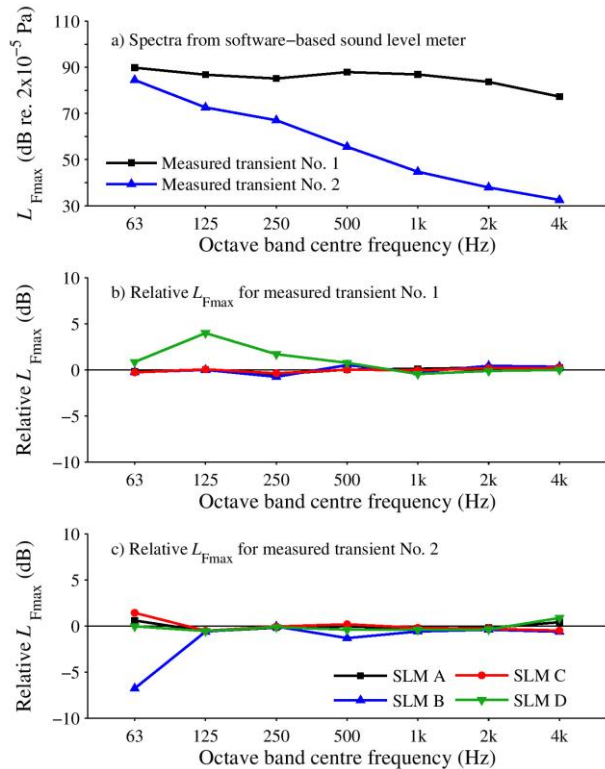 a) Spectra from software−based sound level meter
L_Fmax (dB re. 2x10⁻⁵ Pa)
110
90
70
50
30
Measured transient No. 1
Measured transient No. 2
63 125 250 500 1k 2k 4k
Octave band centre frequency (Hz)
b) Relative L_Fmax for measured transient No. 1
Relative L_Fmax (dB)
10
5
0
−5
−10
63 125 250 500 1k 2k 4k
Octave band centre frequency (Hz)
c) Relative L_Fmax for measured transient No. 2
Relative L_Fmax (dB)
10
5
0
−5
−10
SLM A SLM C
SLM B SLM D
63 125 250 500 1k 2k 4k
Octave band centre frequency (Hz)